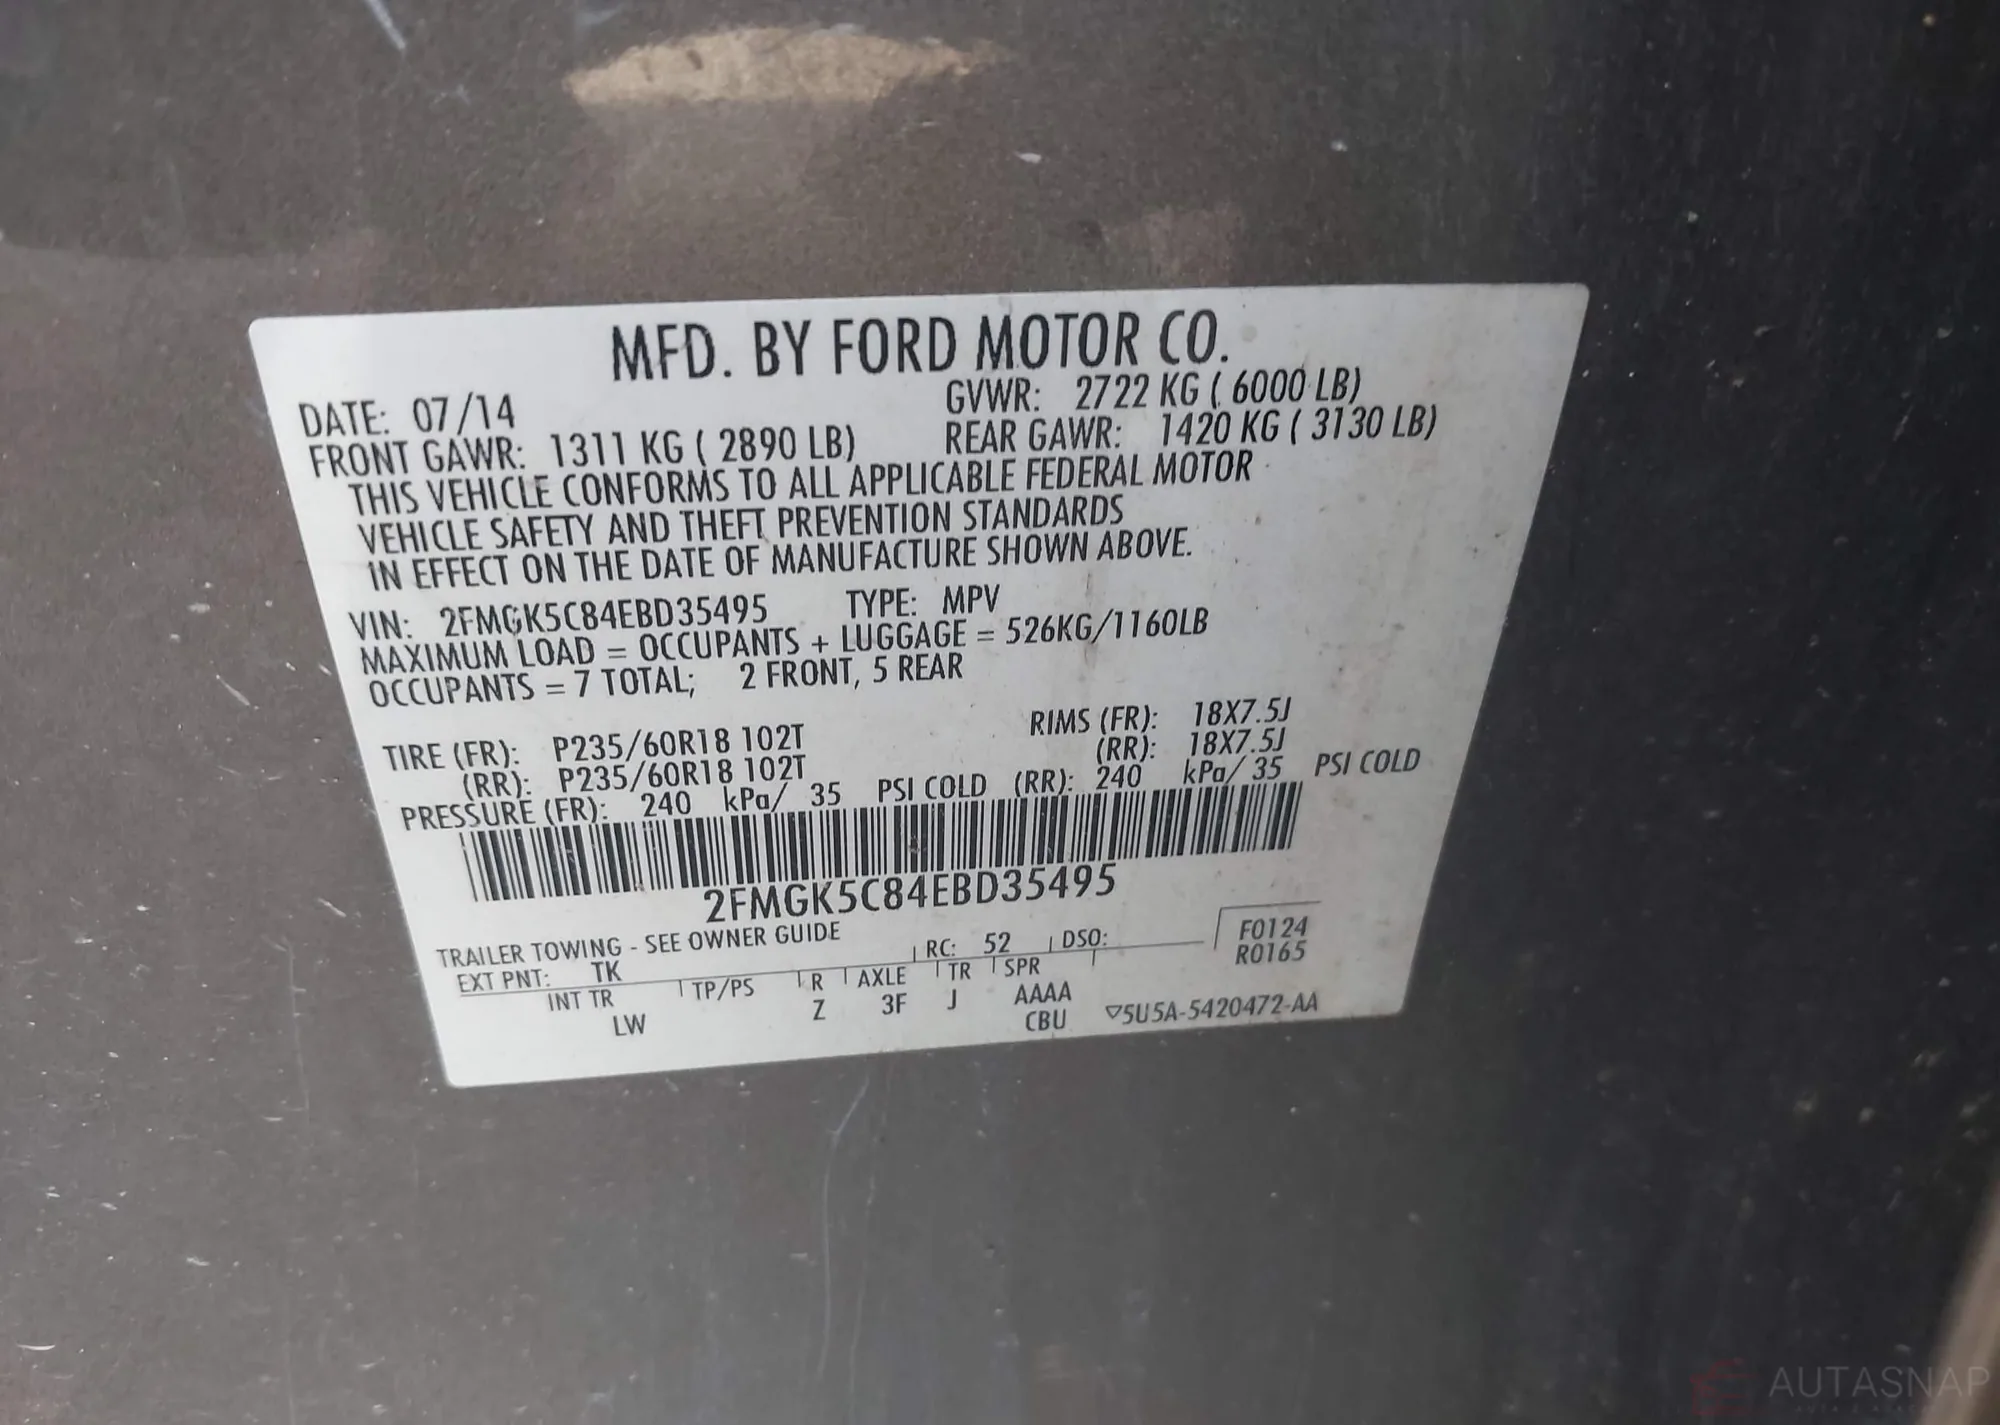 MFD. BY FORD MOTOR CO.
DATE: 07/14 GVWR: 2722 KG ( 6000 LB)
FRONT GAWR: 1311 KG ( 2890 LB) REAR GAWR: 1420 KG ( 3130 LB)
THIS VEHICLE CONFORMS TO ALL APPLICABLE FEDERAL MOTOR
VEHICLE SAFETY AND THEFT PREVENTION STANDARDS
IN EFFECT ON THE DATE OF MANUFACTURE SHOWN ABOVE.
VIN: 2FMGK5C84EBD35495 TYPE: MPV
MAXIMUM LOAD = OCCUPANTS + LUGGAGE = 526KG/1160LB
OCCUPANTS = 7 TOTAL; 2 FRONT, 5 REAR
TIRE (FR): P235/60R18 102T RIMS (FR): 18X7.5J
(RR): P235/60R18 102T (RR): 18X7.5J
PRESSURE (FR): 240 kPa/ 35 PSI COLD (RR): 240 kPa/ 35 PSI COLD
2FMGK5C84EBD35495
TRAILER TOWING - SEE OWNER GUIDE
EXT PNT: TK RC: 52 DSO: F0124
R0165
INT TR TP/PS R AXLE TR SPR
LW Z 3F J AAAA
CBU ▽5U5A-5420472-AA
AUTASNAP